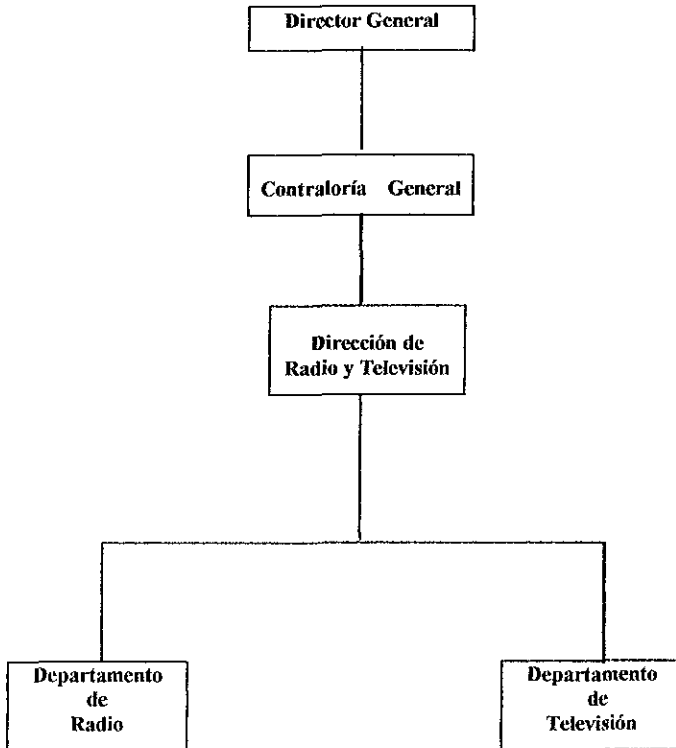 Director General
Contraloría General
Dirección de
Radio y Televisión
Departamento
de
Radio
Departamento
de
Televisión